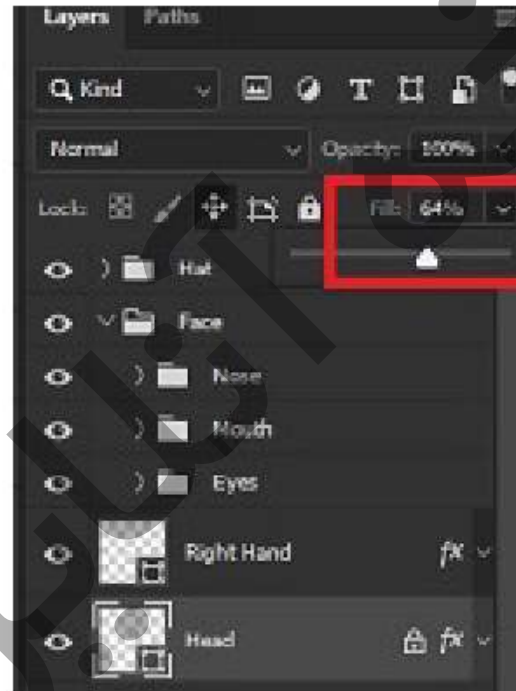 Layers Paths
Kind
Normal Opacity: 100%
Lock: Fill: 64%
Hat
Face
Nose
Mouth
Eyes
Right Hand fx
Head fx